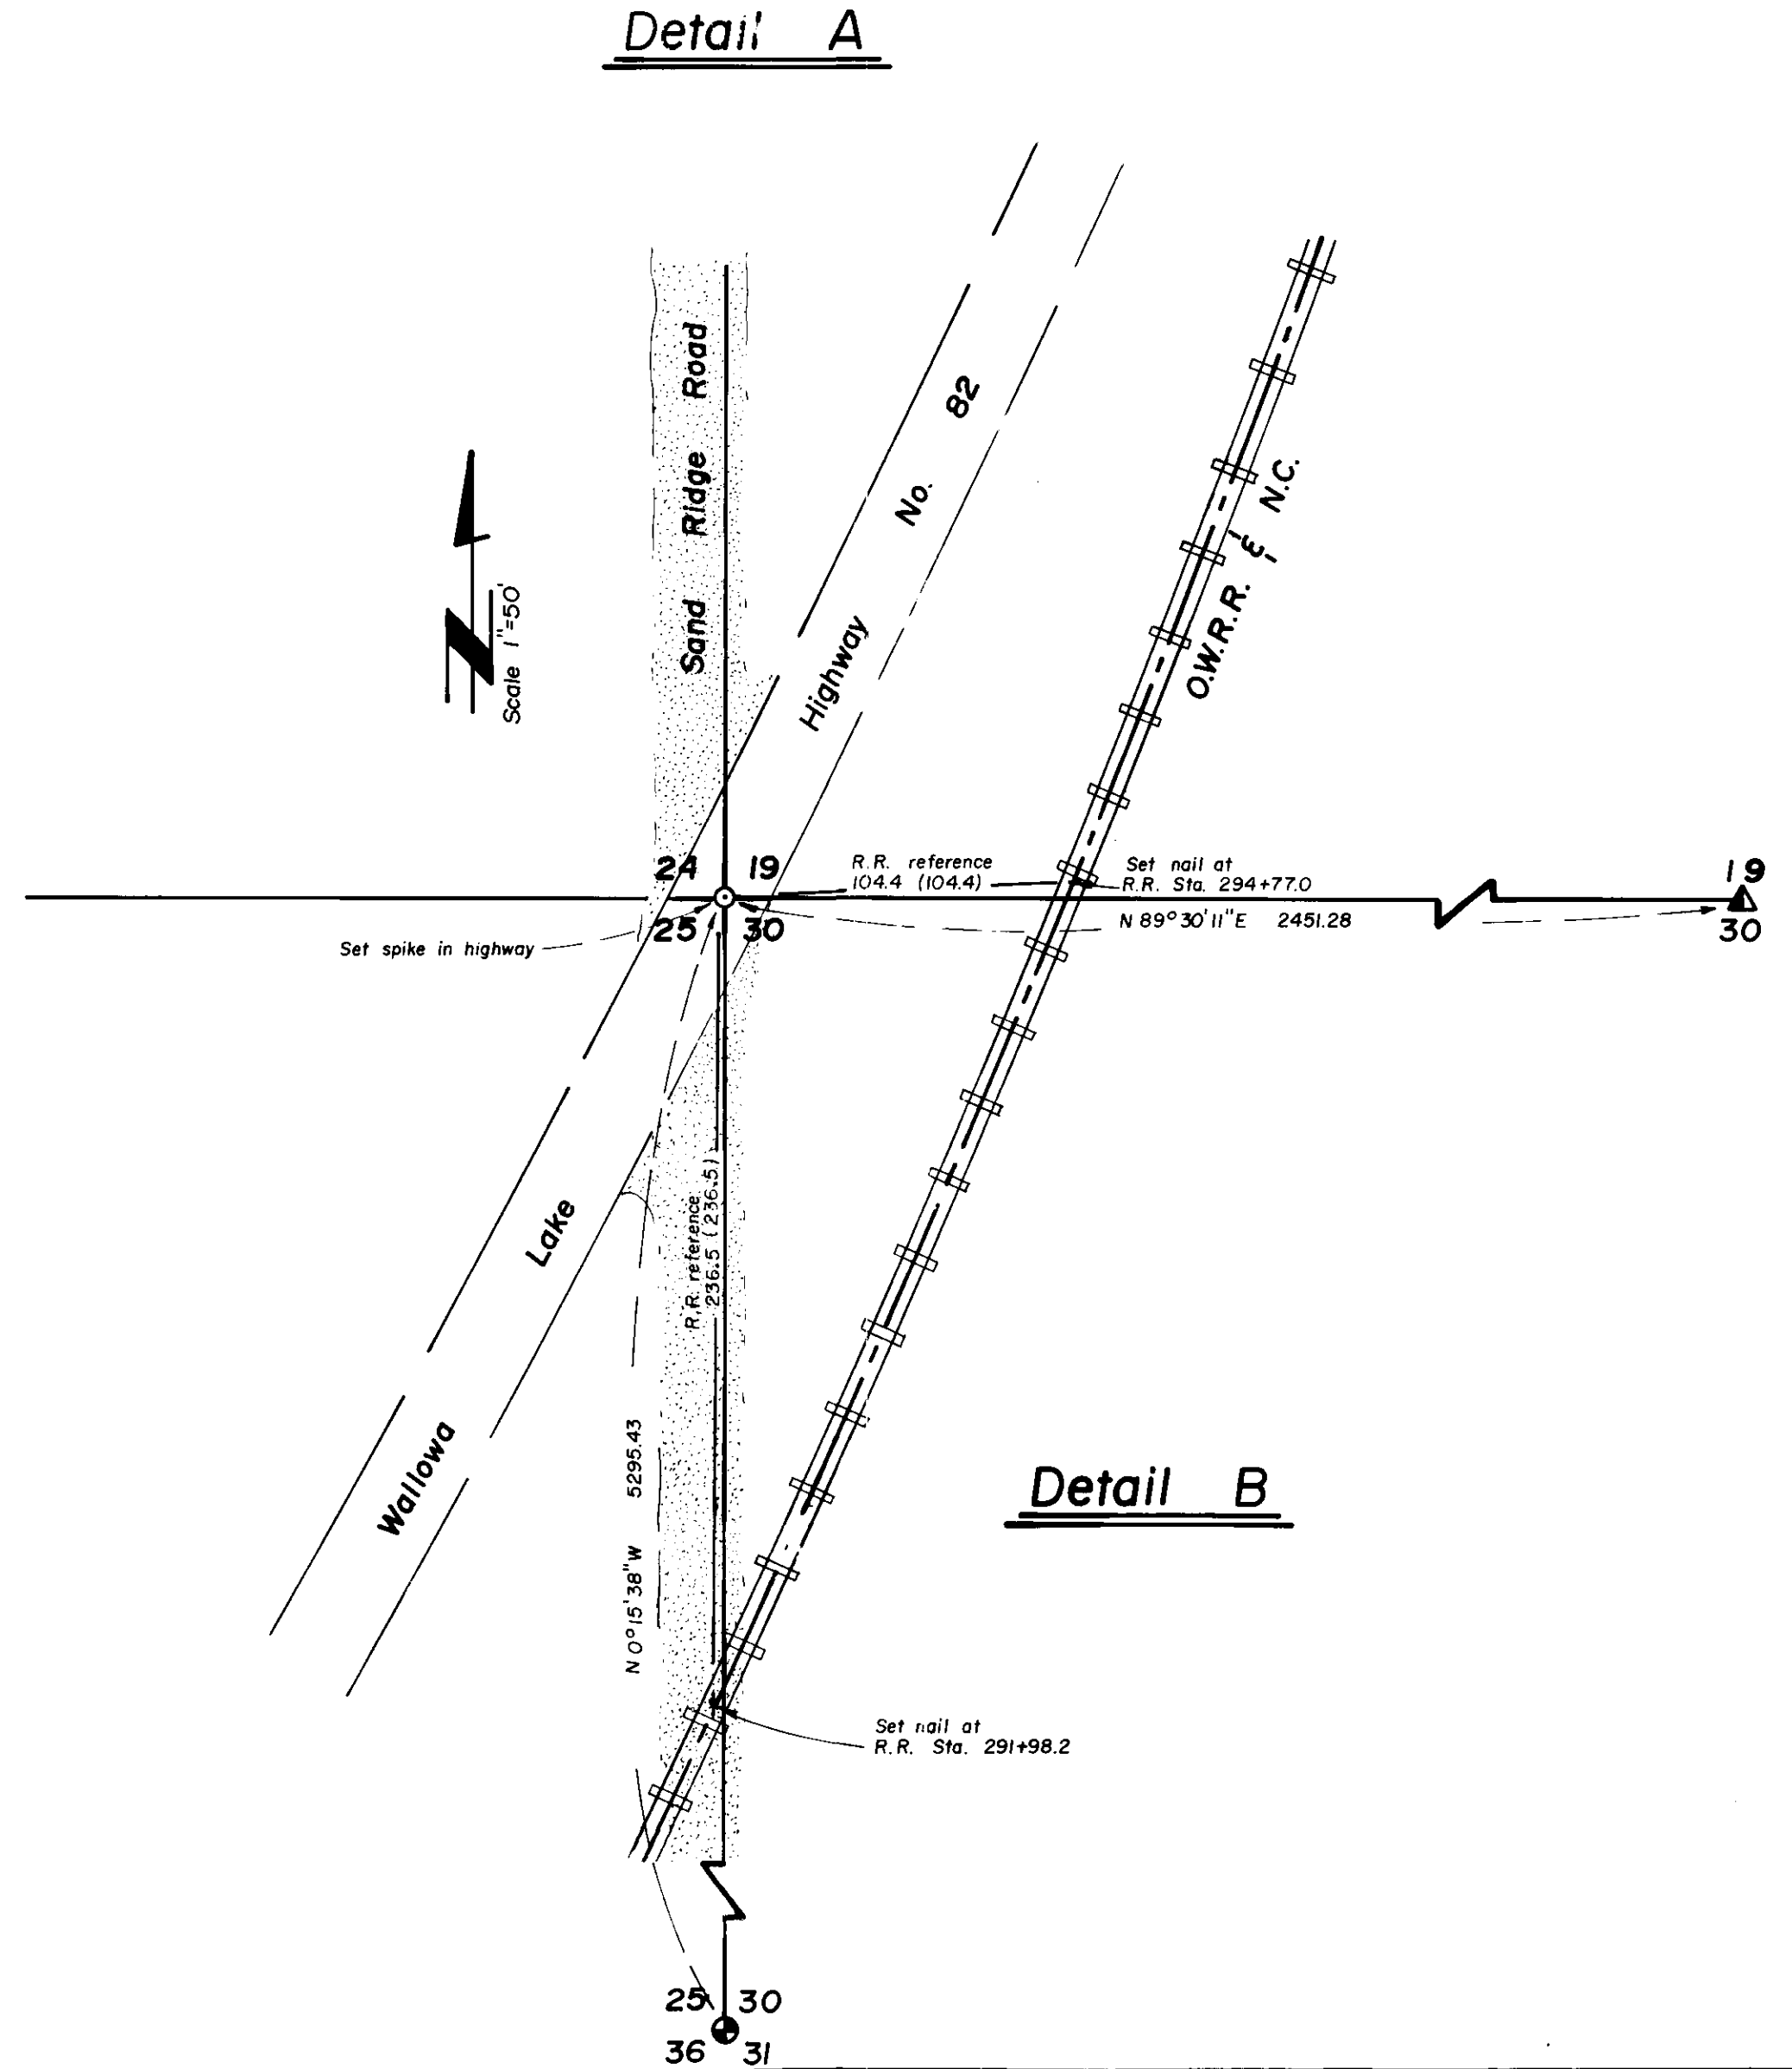 Detail A
Sand Ridge Road
Wallowa Lake Highway No. 82
O.W.R.R. & N.C.
Scale 1"=50'
N
24 19
25 30
R.R. reference
104.4 (104.4)
Set nail at
R.R. Sta. 294+77.0
N 89°30'11"E 2451.28
19
30
Set spike in highway
R.R. reference
236.5 (236.5)
N 0°15'38"W 5295.43
Detail B
Set nail at
R.R. Sta. 291+98.2
25 30
36 31